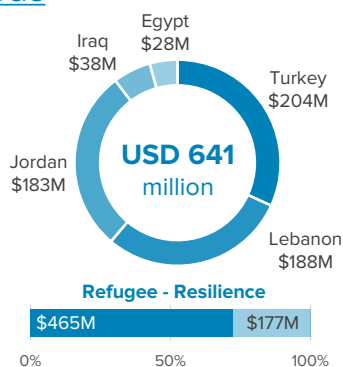 Egypt
$28M
Iraq
$38M
Turkey
$204M
USD 641
million
Jordan
$183M
Lebanon
$188M
Refugee - Resilience
$465M
$177M
0%
50%
100%